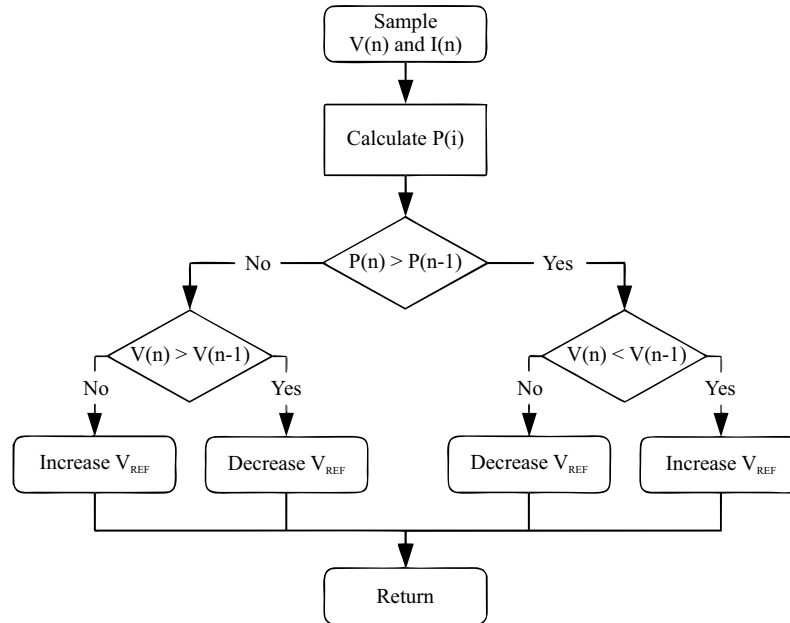 Sample
V(n) and I(n)
Calculate P(i)
P(n) > P(n-1)
No
Yes
V(n) > V(n-1)
V(n) < V(n-1)
No
Yes
No
Yes
Increase VREF
Decrease VREF
Decrease VREF
Increase VREF
Return